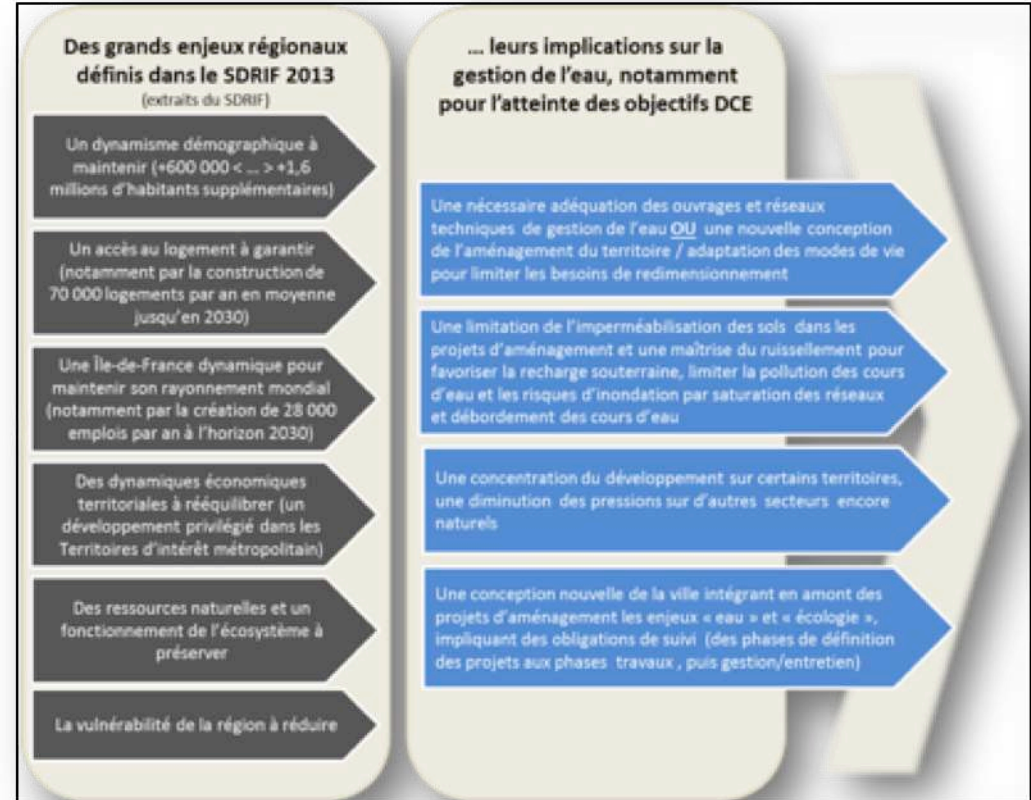 Des grands enjeux régionaux
définis dans le SDRIF 2013
(extraits du SDRIF)
Un dynamisme démographique à
maintenir (+600 000 < ... > +1,6
millions d'habitants supplémentaires)
Un accès au logement à garantir
(notamment par la construction de
70 000 logements par an en moyenne
jusqu'en 2030)
Une Île-de-France dynamique pour
maintenir son rayonnement mondial
(notamment par la création de 28 000
emplois par an à l'horizon 2030)
Des dynamiques économiques
territoriales à rééquilibrer (un
développement privilégié dans les
Territoires d'intérêt métropolitain)
Des ressources naturelles et un
fonctionnement de l'écosystème à
préserver
La vulnérabilité de la région à réduire
... leurs implications sur la
gestion de l'eau, notamment
pour l'atteinte des objectifs DCE
Une nécessaire adéquation des ouvrages et réseaux
techniques de gestion de l'eau OU une nouvelle conception
de l'aménagement du territoire / adaptation des modes de vie
pour limiter les besoins de redimensionnement
Une limitation de l'imperméabilisation des sols dans les
projets d'aménagement et une maîtrise du ruissellement pour
favoriser la recharge souterraine, limiter la pollution des cours
d'eau et les risques d'inondation par saturation des réseaux
et débordement des cours d'eau
Une concentration du développement sur certains territoires,
une diminution des pressions sur d'autres secteurs encore
naturels
Une conception nouvelle de la ville intégrant en amont des
projets d'aménagement les enjeux « eau » et « écologie »,
impliquant des obligations de suivi (des phases de définition
des projets aux phases travaux , puis gestion/entretien)